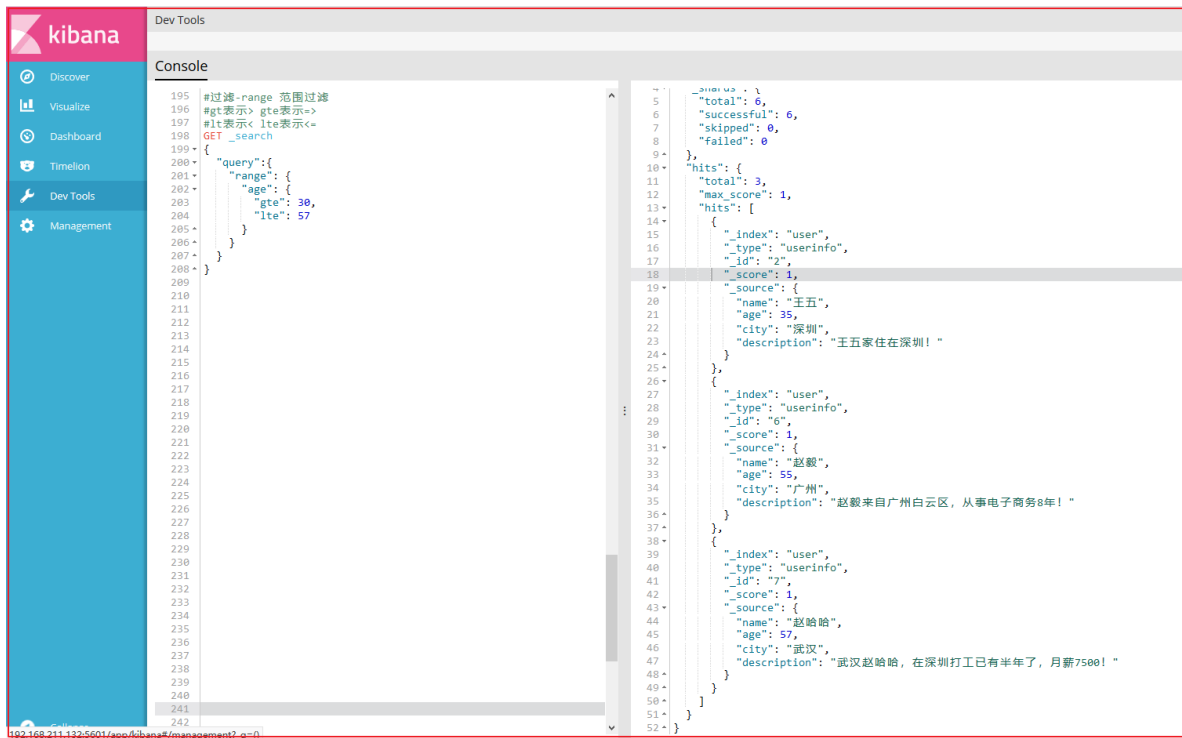 kibana
Discover
Visualize
Dashboard
Timelion
Dev Tools
Management
192.168.211.132:5601/app/kibana#/management?_g=()
Dev Tools
Console
195 #过滤-range 范围过滤
196 #gt表示> gte表示=>
197 #lt表示< lte表示<=
198 GET _search
199 {
200 "query":{
201 "range": {
202 "age": {
203 "gte": 30,
204 "lte": 57
205 }
206 }
207 }
208 }
209
210
211
212
213
214
215
216
217
218
219
220
221
222
223
224
225
226
227
228
229
230
231
232
233
234
235
236
237
238
239
240
241
242
4 "_shards": {
5 "total": 6,
6 "successful": 6,
7 "skipped": 0,
8 "failed": 0
9 },
10 "hits": {
11 "total": 3,
12 "max_score": 1,
13 "hits": [
14 {
15 "_index": "user",
16 "_type": "userinfo",
17 "_id": "2",
18 "_score": 1,
19 "_source": {
20 "name": "王五",
21 "age": 35,
22 "city": "深圳",
23 "description": "王五家住在深圳！"
24 }
25 },
26 {
27 "_index": "user",
28 "_type": "userinfo",
29 "_id": "6",
30 "_score": 1,
31 "_source": {
32 "name": "赵毅",
33 "age": 55,
34 "city": "广州",
35 "description": "赵毅来自广州白云区，从事电子商务8年！"
36 }
37 },
38 {
39 "_index": "user",
40 "_type": "userinfo",
41 "_id": "7",
42 "_score": 1,
43 "_source": {
44 "name": "赵哈哈",
45 "age": 57,
46 "city": "武汉",
47 "description": "武汉赵哈哈，在深圳打工已有半年了，月薪7500！"
48 }
49 }
50 ]
51 }
52 }